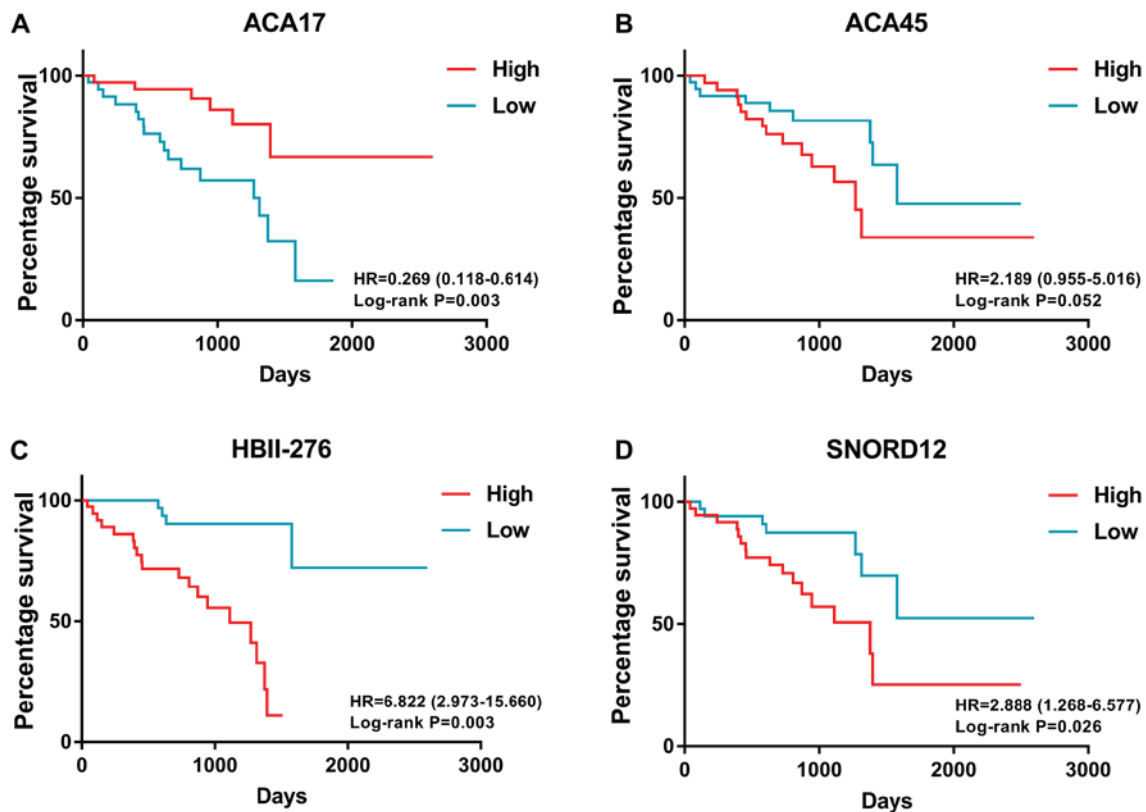 A
ACA17
High
Low
Percentage survival
100
50
0
HR=0.269 (0.118-0.614)
Log-rank P=0.003
0
1000
2000
3000
Days
B
ACA45
High
Low
Percentage survival
100
50
0
HR=2.189 (0.955-5.016)
Log-rank P=0.052
0
1000
2000
3000
Days
C
HBII-276
High
Low
Percentage survival
100
50
0
HR=6.822 (2.973-15.660)
Log-rank P=0.003
0
1000
2000
3000
Days
D
SNORD12
High
Low
Percentage survival
100
50
0
HR=2.888 (1.268-6.577)
Log-rank P=0.026
0
1000
2000
3000
Days